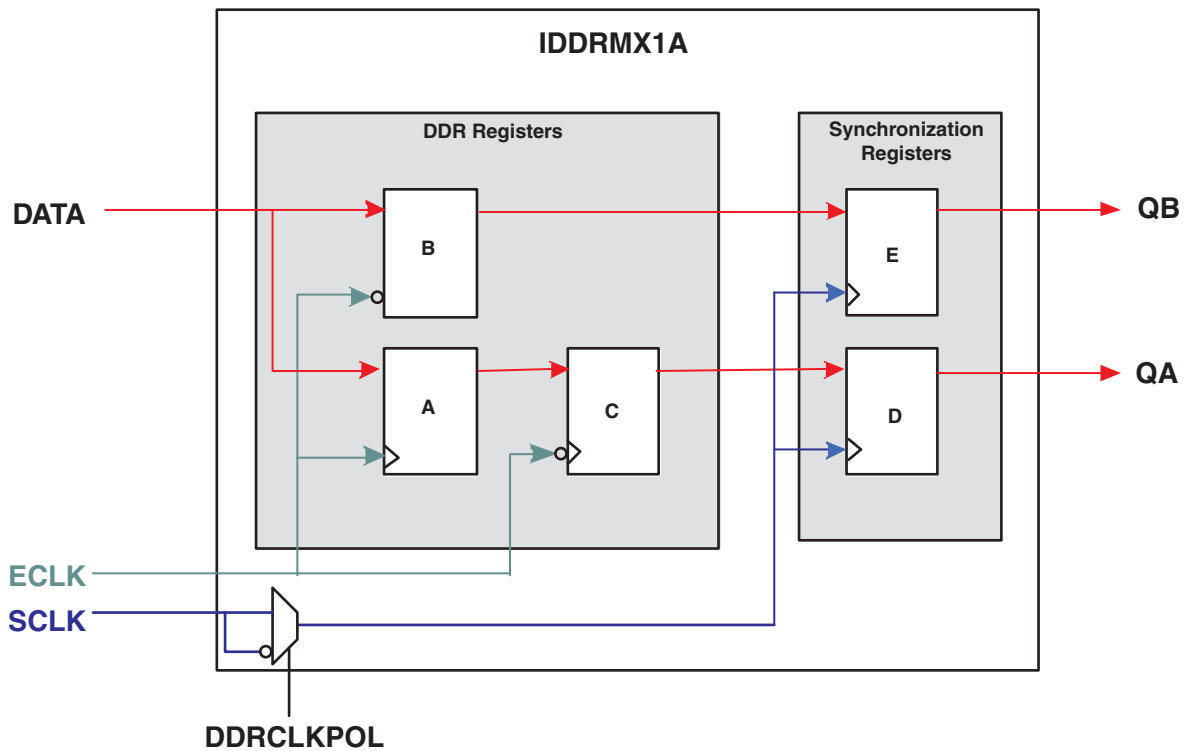 IDDRMX1A
DDR Registers
Synchronization
Registers
DATA
B
E
QB
A
C
D
QA
ECLK
SCLK
DDRCLKPOL